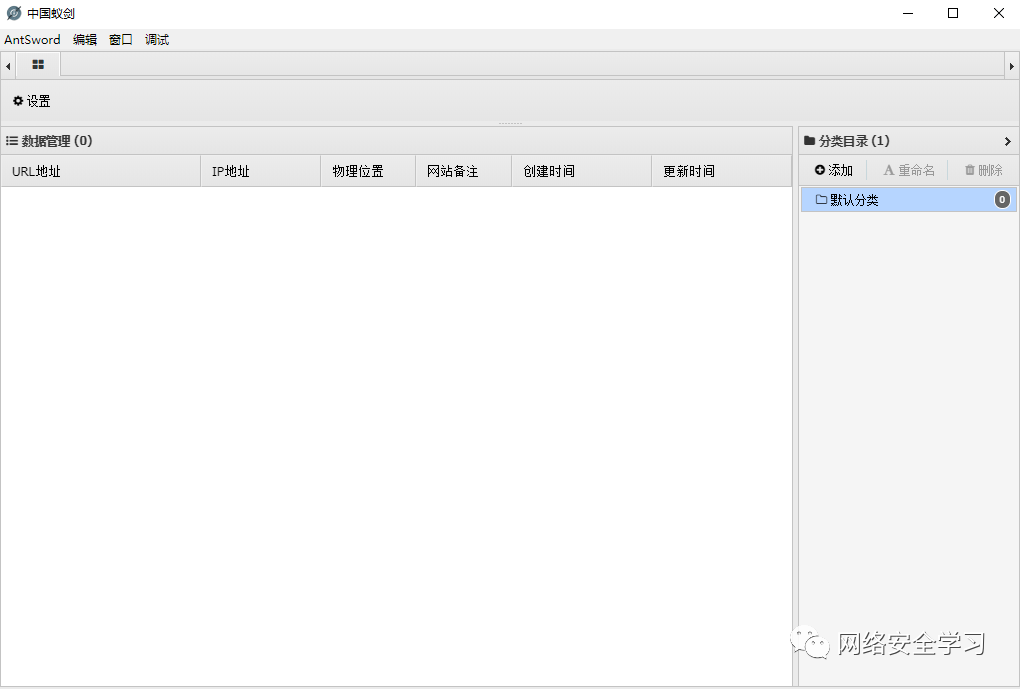 中国蚁剑
AntSword 编辑 窗口 调试
设置
数据管理 (0)
分类目录 (1)
URL地址 IP地址 物理位置 网站备注 创建时间 更新时间
添加 A 重命名 删除
默认分类 0
网络安全学习